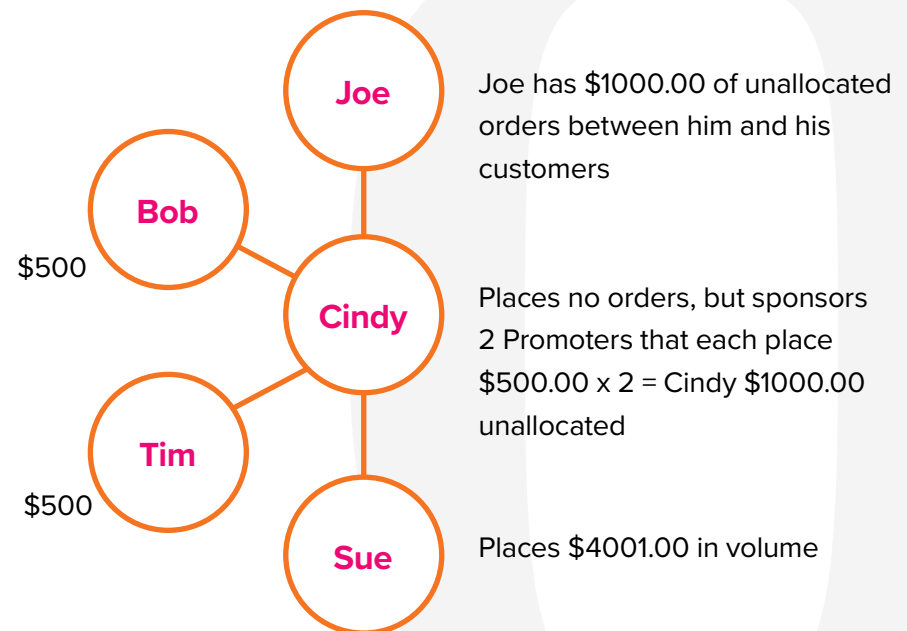 Joe
Joe has $1000.00 of unallocated
orders between him and his
customers
Bob
$500
Cindy
Places no orders, but sponsors
2 Promoters that each place
$500.00 x 2 = Cindy $1000.00
unallocated
Tim
$500
Sue
Places $4001.00 in volume